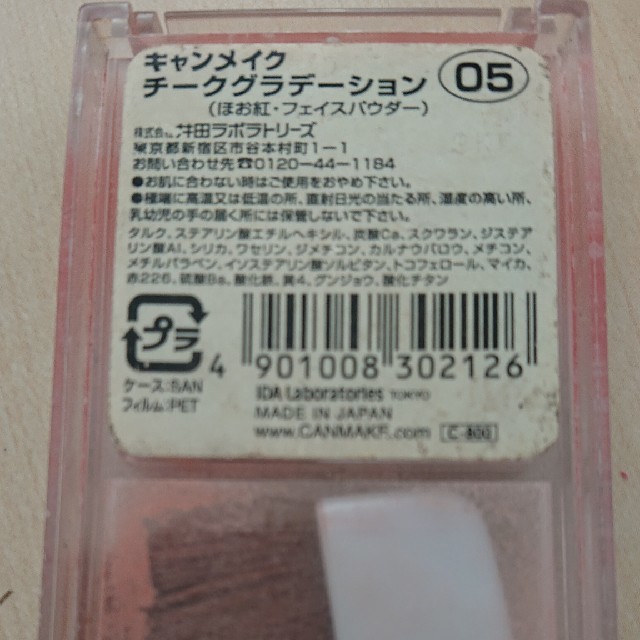 キャンメイク
チークグラデーション 05
(ほお紅・フェイスパウダー)
株式会社 井田ラボラトリーズ
東京都新宿区市谷本村町1-1
お問い合わせ先☎0120-44-1184
●お肌に合わない時はご使用をおやめ下さい。
●極端に高温又は低温の所、直射日光の当たる所、湿度の高い所、
乳幼児の手の届く所には保管しないで下さい。
タルク、ステアリン酸エチルヘキシル、炭酸Ca、スクワラン、ジステア
リン酸Al、シリカ、ワセリン、ジメチコン、カルナウバロウ、メチコン、
メチルパラベン、イソステアリン酸ソルビタン、トコフェロール、マイカ、
赤226、硫酸Ba、酸化鉄、黄4、グンジョウ、酸化チタン
プラ
4 901008 302126
ケース:SAN
フィルム:PET
IDA Laboratories TOKYO
MADE IN JAPAN
www.CANMAKE.com C-800